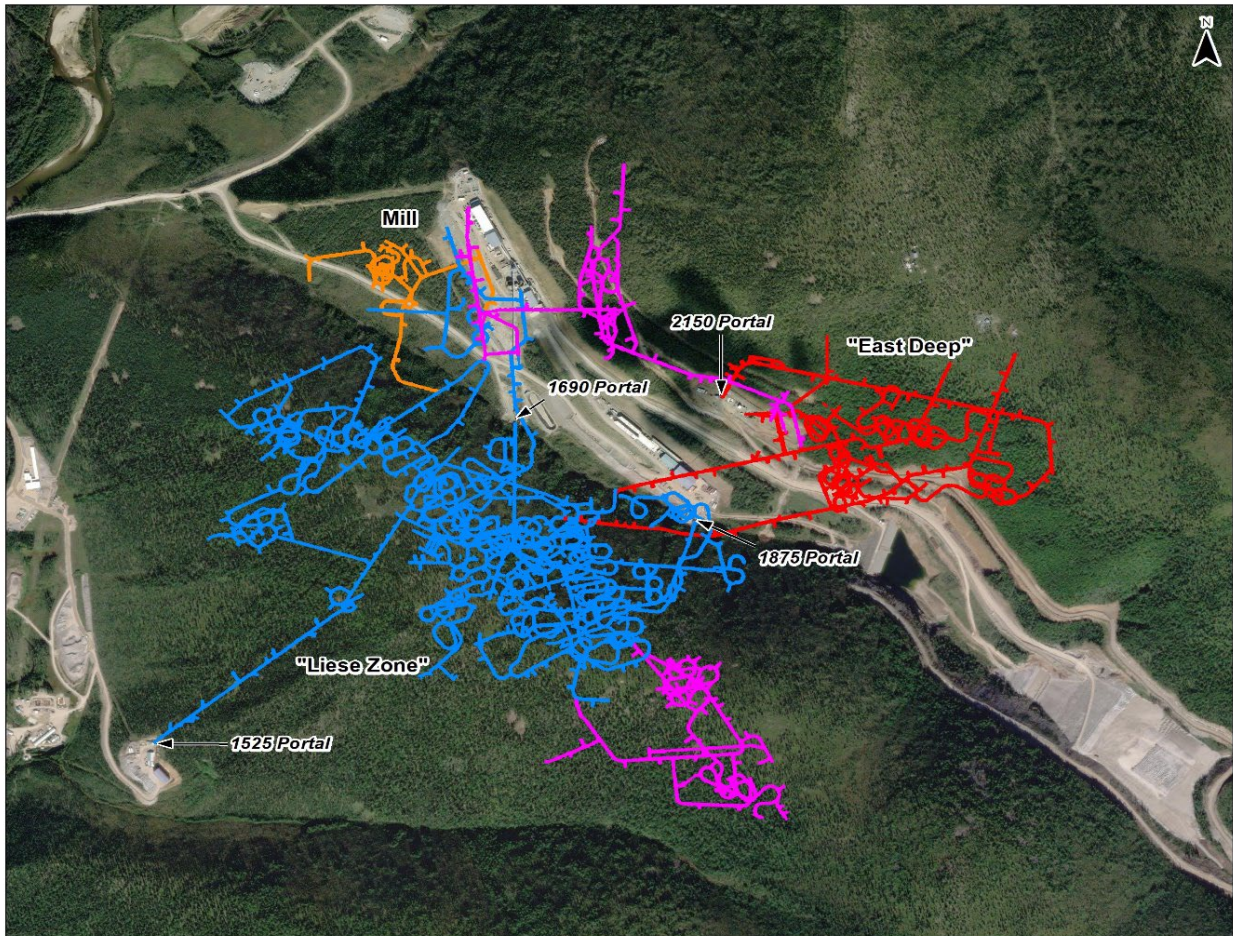 N
Mill
2150 Portal
"East Deep"
1690 Portal
1875 Portal
"Liese Zone"
1525 Portal